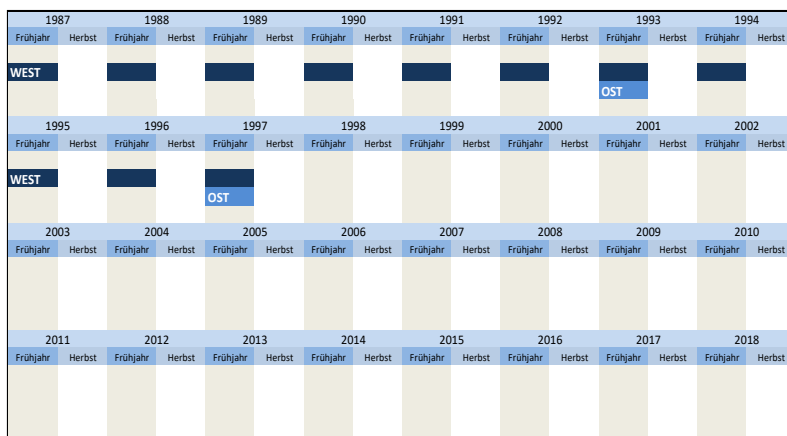 1987 1988 1989 1990 1991 1992 1993 1994
Frühjahr Herbst Frühjahr Herbst Frühjahr Herbst Frühjahr Herbst Frühjahr Herbst Frühjahr Herbst Frühjahr Herbst Frühjahr Herbst
WEST
OST
1995 1996 1997 1998 1999 2000 2001 2002
Frühjahr Herbst Frühjahr Herbst Frühjahr Herbst Frühjahr Herbst Frühjahr Herbst Frühjahr Herbst Frühjahr Herbst Frühjahr Herbst
WEST
OST
2003 2004 2005 2006 2007 2008 2009 2010
Frühjahr Herbst Frühjahr Herbst Frühjahr Herbst Frühjahr Herbst Frühjahr Herbst Frühjahr Herbst Frühjahr Herbst Frühjahr Herbst
2011 2012 2013 2014 2015 2016 2017 2018
Frühjahr Herbst Frühjahr Herbst Frühjahr Herbst Frühjahr Herbst Frühjahr Herbst Frühjahr Herbst Frühjahr Herbst Frühjahr Herbst